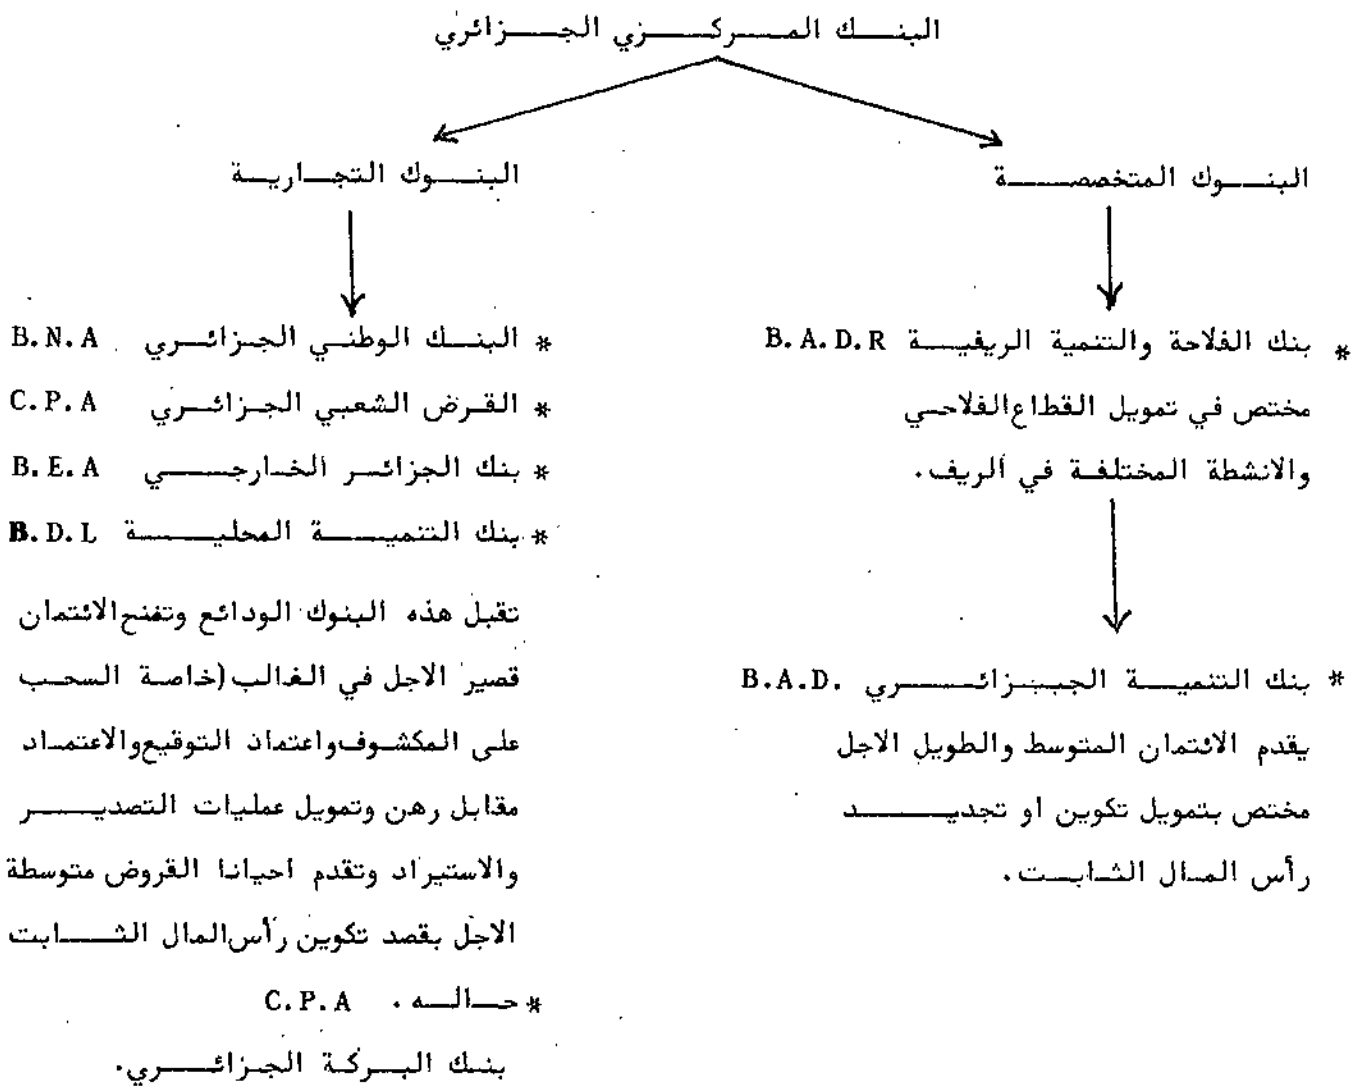 البنك المركزي الجزائري
البنوك المتخصصة
* بنك الفلاحة والتنمية الريفية B.A.D.R
مختص في تمويل القطاع الفلاحي
والانشطة المختلفة في الريف.
* بنك التنمية الجببزائري B.A.D.
يقدم الائتمان المتوسط والطويل الاجل
مختص بتمويل تكوين او تجديد
رأس المال الثابت.
البنوك التجارية
* البنك الوطني الجزائري B.N.A
* القرض الشعبي الجزائري C.P.A
* بنك الجزائر الخارجي B.E.A
* بنك التنمية المحلية B.D.L
تقبل هذه البنوك الودائع وتفنح الائتمان
قصير الاجل في الغالب (خاصة السحب
على المكشوف واعتمان التوقيع والاعتماد
مقابل رهن وتمويل عمليات التصدير
والاستيراد وتقدم احيانا القروض متوسطة
الاجل بقصد تكوين رأس المال الثابت
* حاله . C.P.A
بنك البركة الجزائري.